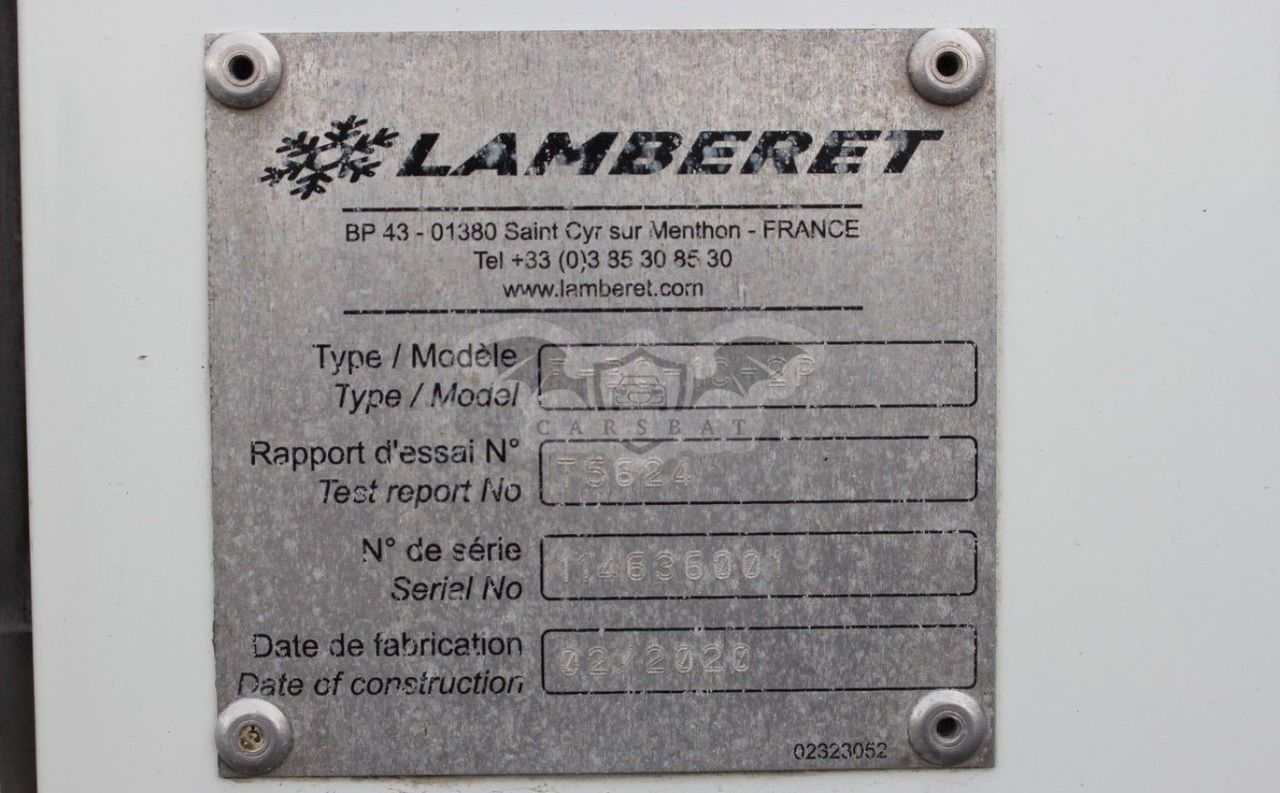 LAMBERET
BP 43 - 01380 Saint Cyr sur Menthon - FRANCE
Tel +33 (0)3 85 30 85 30
www.lamberet.com
Type / Modèle
Type / Model
CARSBAT
Rapport d'essai N°
Test report No
T5624
N° de série
Serial No
114636001
Date de fabrication
Date of construction
02/2020
02323052